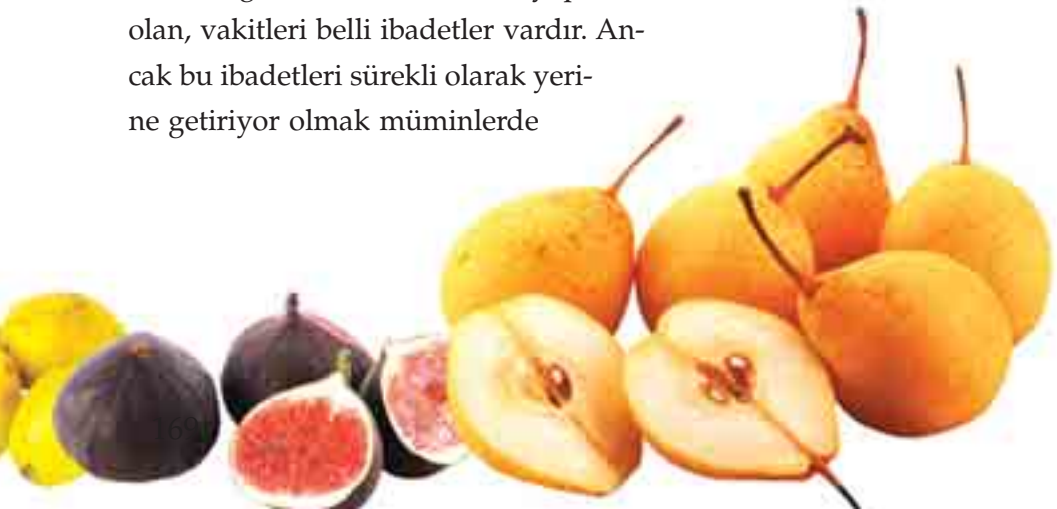 olan, vakitleri belli ibadetler vardır. An-
cak bu ibadetleri sürekli olarak yeri-
ne getiriyor olmak müminlerde